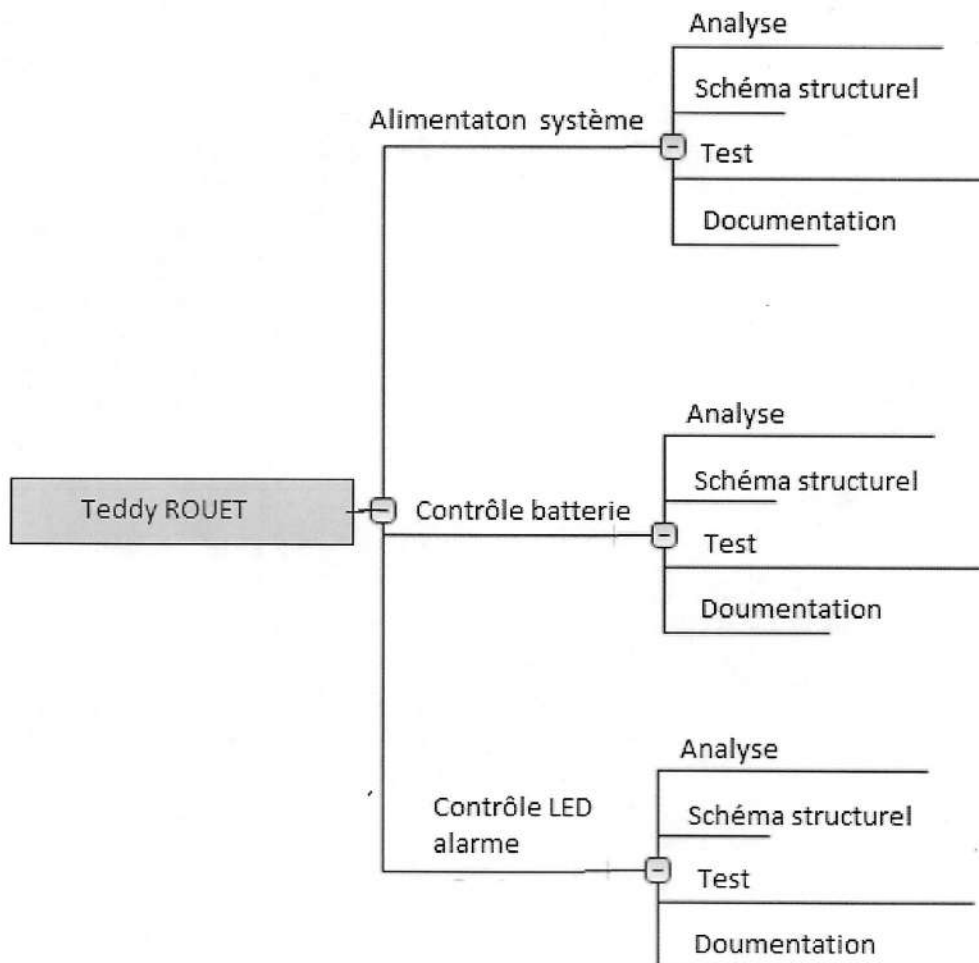 Analyse
Schéma structurel
Alimentaton système
Test
Documentation
Analyse
Schéma structurel
Teddy ROUET
Contrôle batterie
Test
Doumentation
Analyse
Contrôle LED
alarme
Schéma structurel
Test
Doumentation